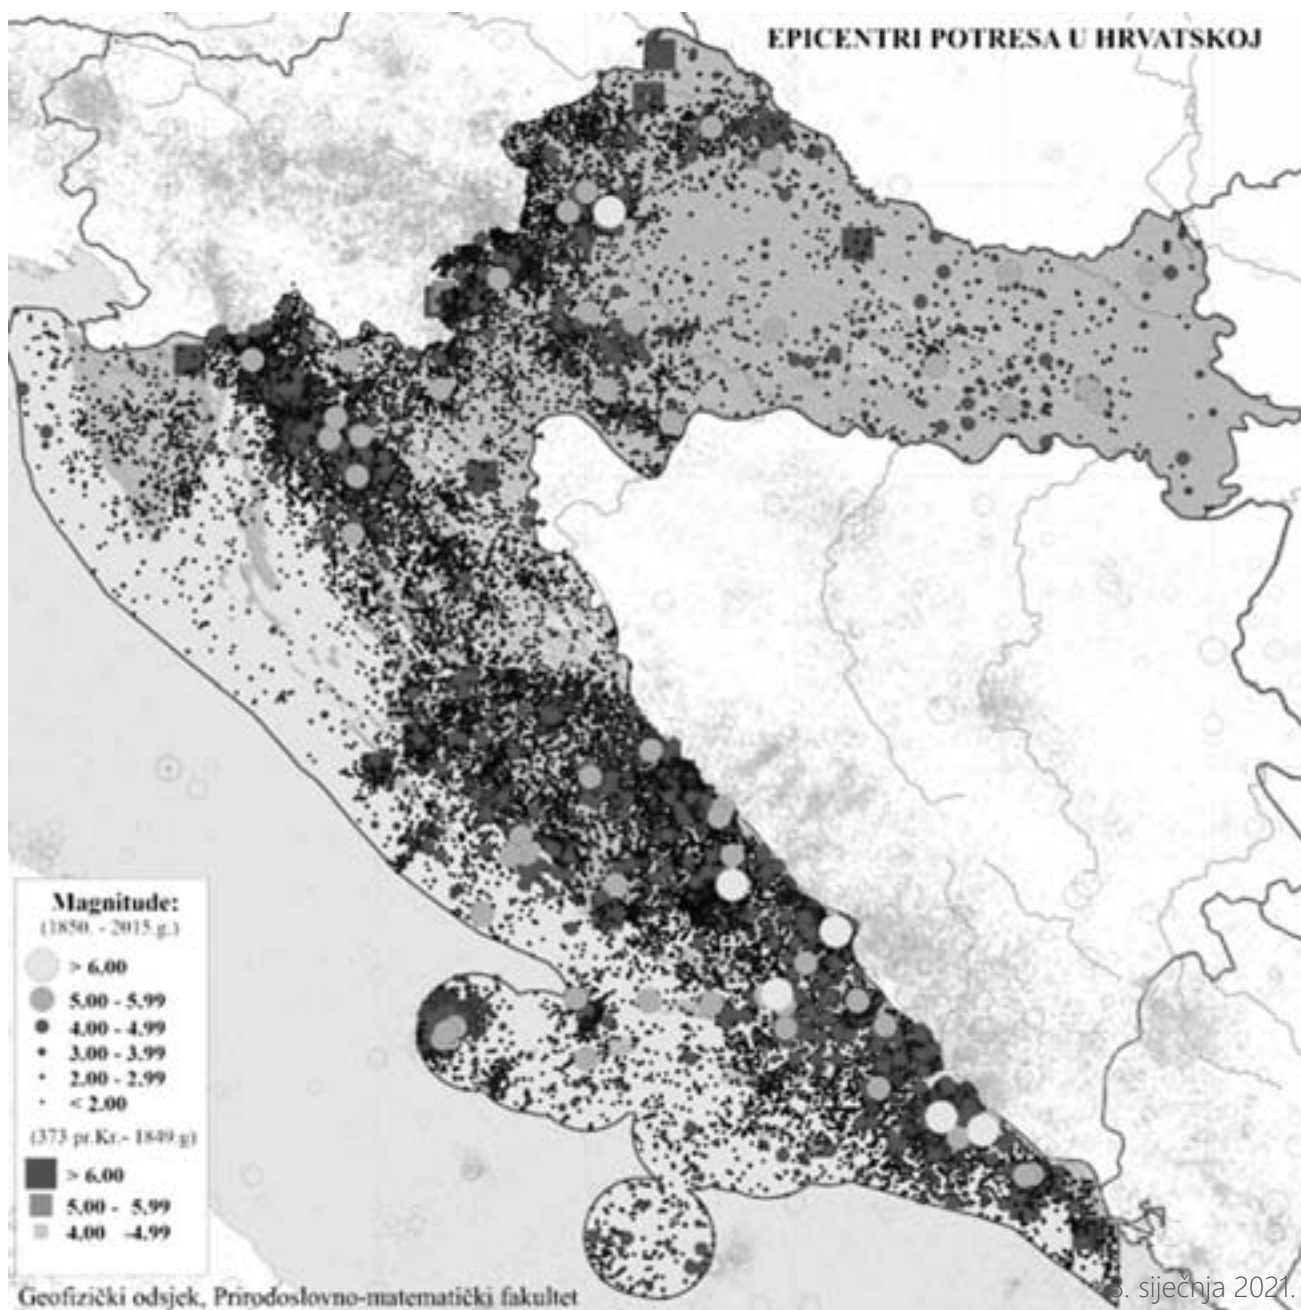 EPICENTRI POTRESA U HRVATSKOJ
Magnitude:
(1850. - 2015.g.)
> 6.00
5.00 - 5.99
4.00 - 4.99
3.00 - 3.99
2.00 - 2.99
< 2.00
(373 pr.Kr.- 1849.g)
> 6.00
5.00 - 5.99
4.00 -4.99
Geofizički odsjek, Prirodoslovno-matematički fakultet
3. siječnja 2021.